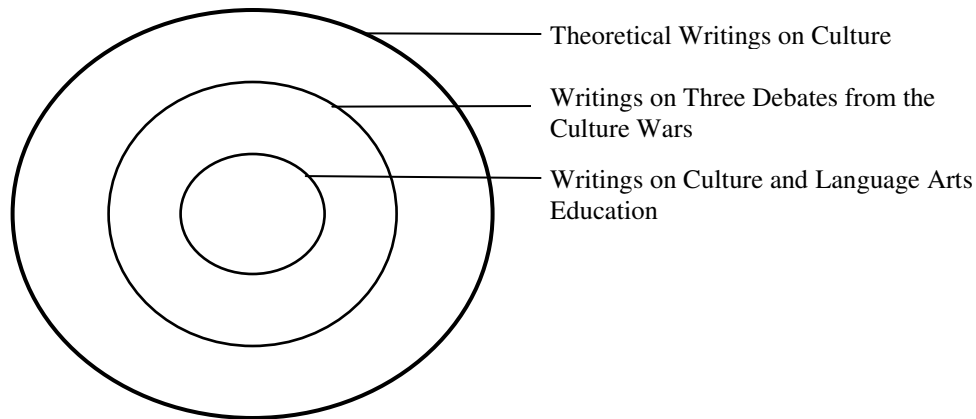 Theoretical Writings on Culture
Writings on Three Debates from the
Culture Wars
Writings on Culture and Language Arts
Education